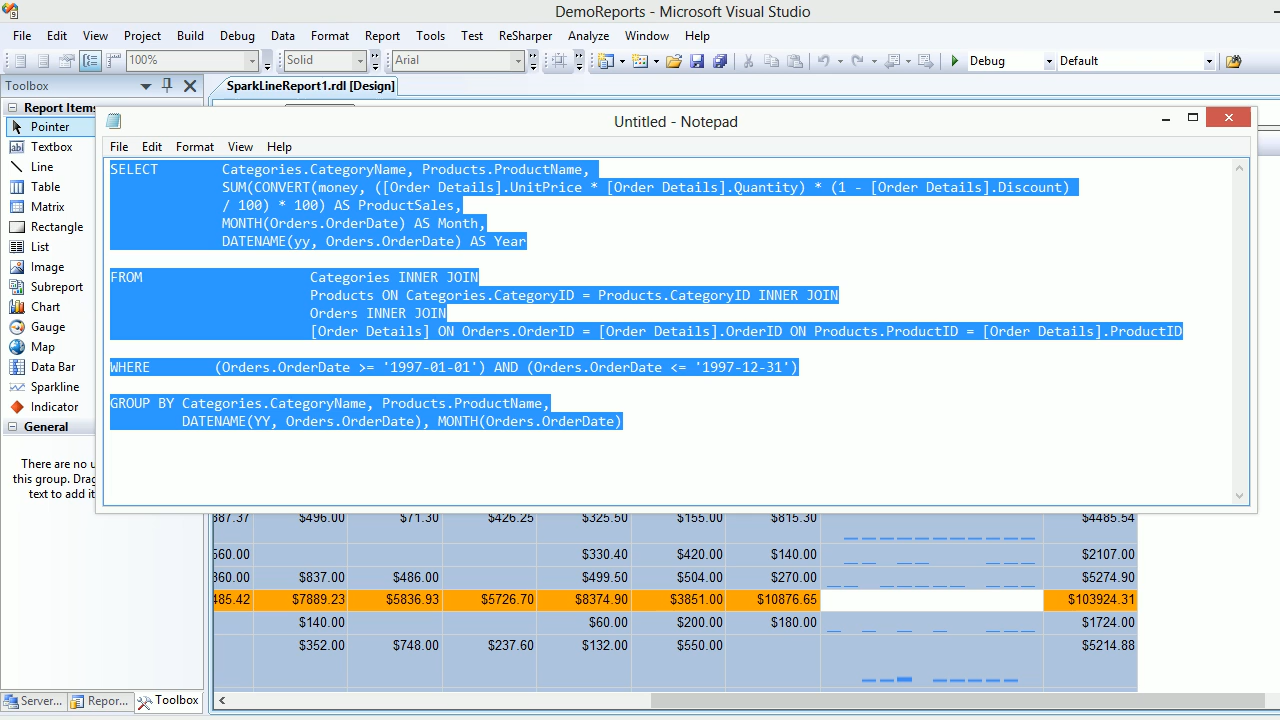 DemoReports - Microsoft Visual Studio
File Edit View Project Build Debug Data Format Report Tools Test ReSharper Analyze Window Help
100% Solid Arial Debug Default
Toolbox
SparkLineReport1.rdl [Design]
Report Items
Pointer
Textbox
Line
Table
Matrix
Rectangle
List
Image
Subreport
Chart
Gauge
Map
Data Bar
Sparkline
Indicator
General
There are no u
this group. Drag
text to add it
Untitled - Notepad
File Edit Format View Help
SELECT Categories.CategoryName, Products.ProductName,
SUM(CONVERT(money, ([Order Details].UnitPrice * [Order Details].Quantity) * (1 - [Order Details].Discount)
/ 100) * 100) AS ProductSales,
MONTH(Orders.OrderDate) AS Month,
DATENAME(yy, Orders.OrderDate) AS Year
FROM Categories INNER JOIN
Products ON Categories.CategoryID = Products.CategoryID INNER JOIN
Orders INNER JOIN
[Order Details] ON Orders.OrderID = [Order Details].OrderID ON Products.ProductID = [Order Details].ProductID
WHERE (Orders.OrderDate >= '1997-01-01') AND (Orders.OrderDate <= '1997-12-31')
GROUP BY Categories.CategoryName, Products.ProductName,
DATENAME(YY, Orders.OrderDate), MONTH(Orders.OrderDate)
387.37 $496.00 $71.30 $426.25 $325.50 $155.00 $815.30 $4485.54
560.00 $330.40 $420.00 $140.00 $2107.00
360.00 $837.00 $486.00 $499.50 $504.00 $270.00 $5274.90
485.42 $7889.23 $5836.93 $5726.70 $8374.90 $3851.00 $10876.65 $103924.31
$140.00 $60.00 $200.00 $180.00 $1724.00
$352.00 $748.00 $237.60 $132.00 $550.00 $5214.88
Server... Repor... Toolbox